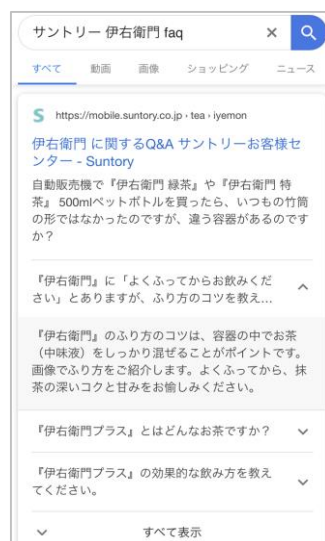 サントリー 伊右衛門 faq
すべて 動画 画像 ショッピング ニュース
https://mobile.suntory.co.jp › tea › iyemon
伊右衛門 に関するQ&A サントリーお客様セ
ンター - Suntory
自動販売機で『伊右衛門 緑茶』や『伊右衛門 特
茶』 500mlペットボトルを買ったら、いつもの竹筒
の形ではなかったのですが、違う容器があるのです
か？
『伊右衛門』に「よくふってからお飲みくだ
さい」とありますが、ふり方のコツを教え...
『伊右衛門』のふり方のコツは、容器の中でお茶
（中味液）をしっかり混ぜることがポイントです。
画像でふり方をご紹介します。よくふってから、抹
茶の深いコクと甘みをお愉しみください。
『伊右衛門プラス』とはどんなお茶ですか？
『伊右衛門プラス』の効果的な飲み方を教え
てください。
すべて表示